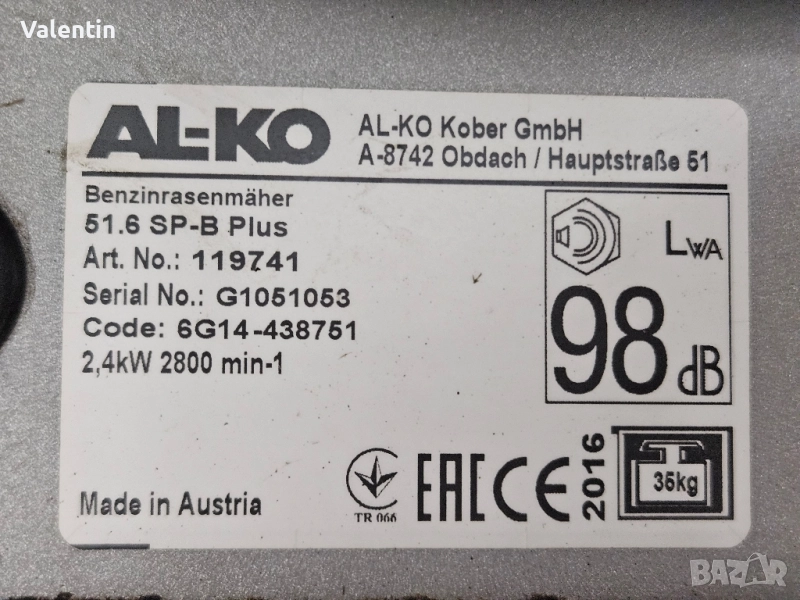 Valentin
AL-KO
AL-KO Kober GmbH
A-8742 Obdach / Hauptstraße 51
Benzinrasenmäher
51.6 SP-B Plus
Art. No.: 119741
Serial No.: G1051053
Code: 6G14-438751
2,4kW 2800 min-1
LWA
98 dB
Made in Austria
TR 066
EAC CE
2016
35kg
BAZAR